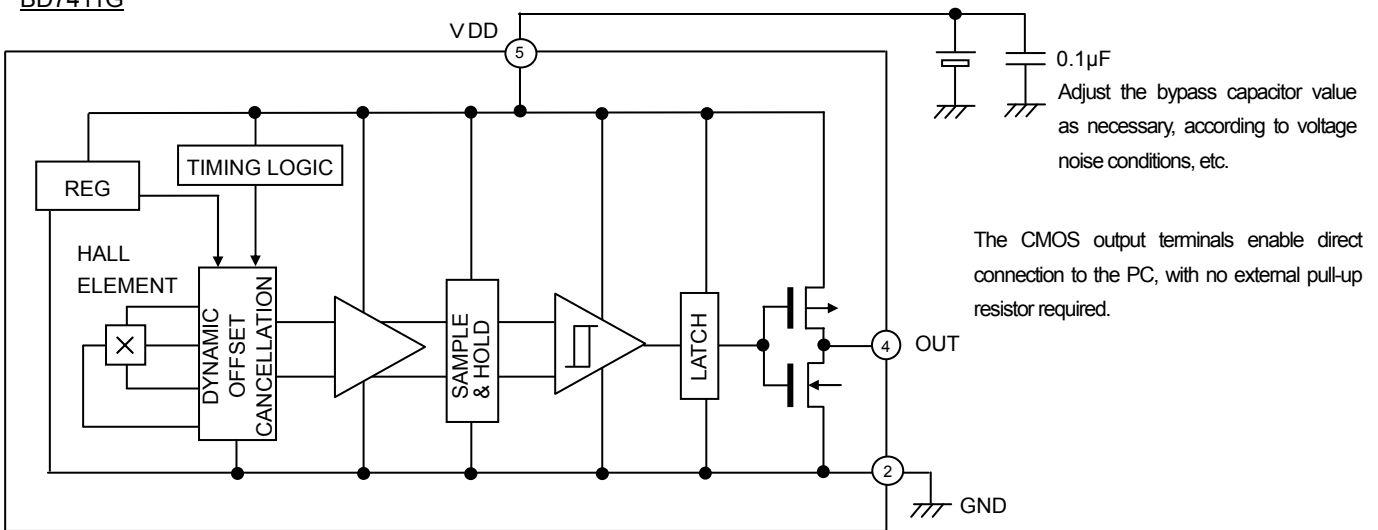 BD7411G
VDD
5
0.1µF
Adjust the bypass capacitor value
as necessary, according to voltage
noise conditions, etc.
REG
TIMING LOGIC
HALL
ELEMENT
DYNAMIC
OFFSET
CANCELLATION
SAMPLE
& HOLD
LATCH
The CMOS output terminals enable direct
connection to the PC, with no external pull-up
resistor required.
4
OUT
2
GND